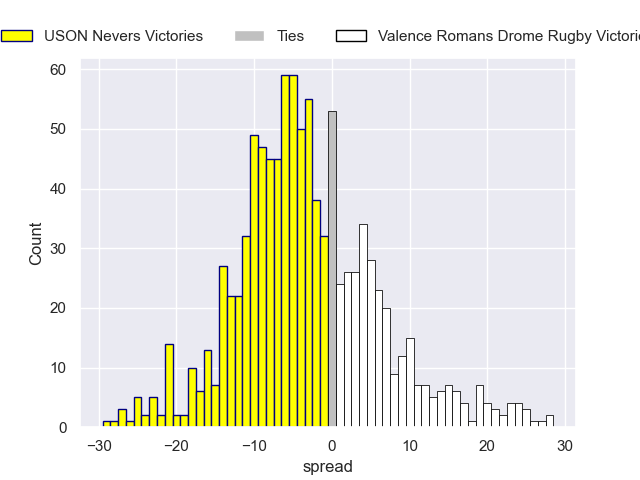 USON Nevers Victories Ties Valence Romans Drome Rugby Victorie
60
50
40
30
20
10
0
Count
−30 −20 −10 0 10 20 30
spread